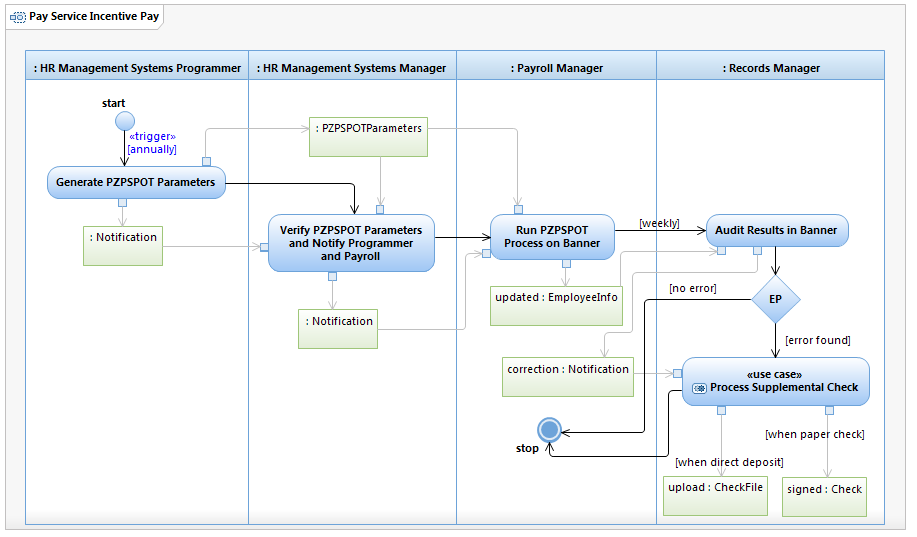 Pay Service Incentive Pay
: HR Management Systems Programmer
: HR Management Systems Manager
: Payroll Manager
: Records Manager
start
«trigger»
[annually]
: PZPSPOTParameters
Generate PZPSPOT Parameters
: Notification
Verify PZPSPOT Parameters
and Notify Programmer
and Payroll
Run PZPSPOT
Process on Banner
[weekly]
Audit Results in Banner
updated : EmployeeInfo
[no error]
EP
: Notification
[error found]
correction : Notification
«use case»
Process Supplemental Check
stop
[when paper check]
[when direct deposit]
upload : CheckFile
signed : Check